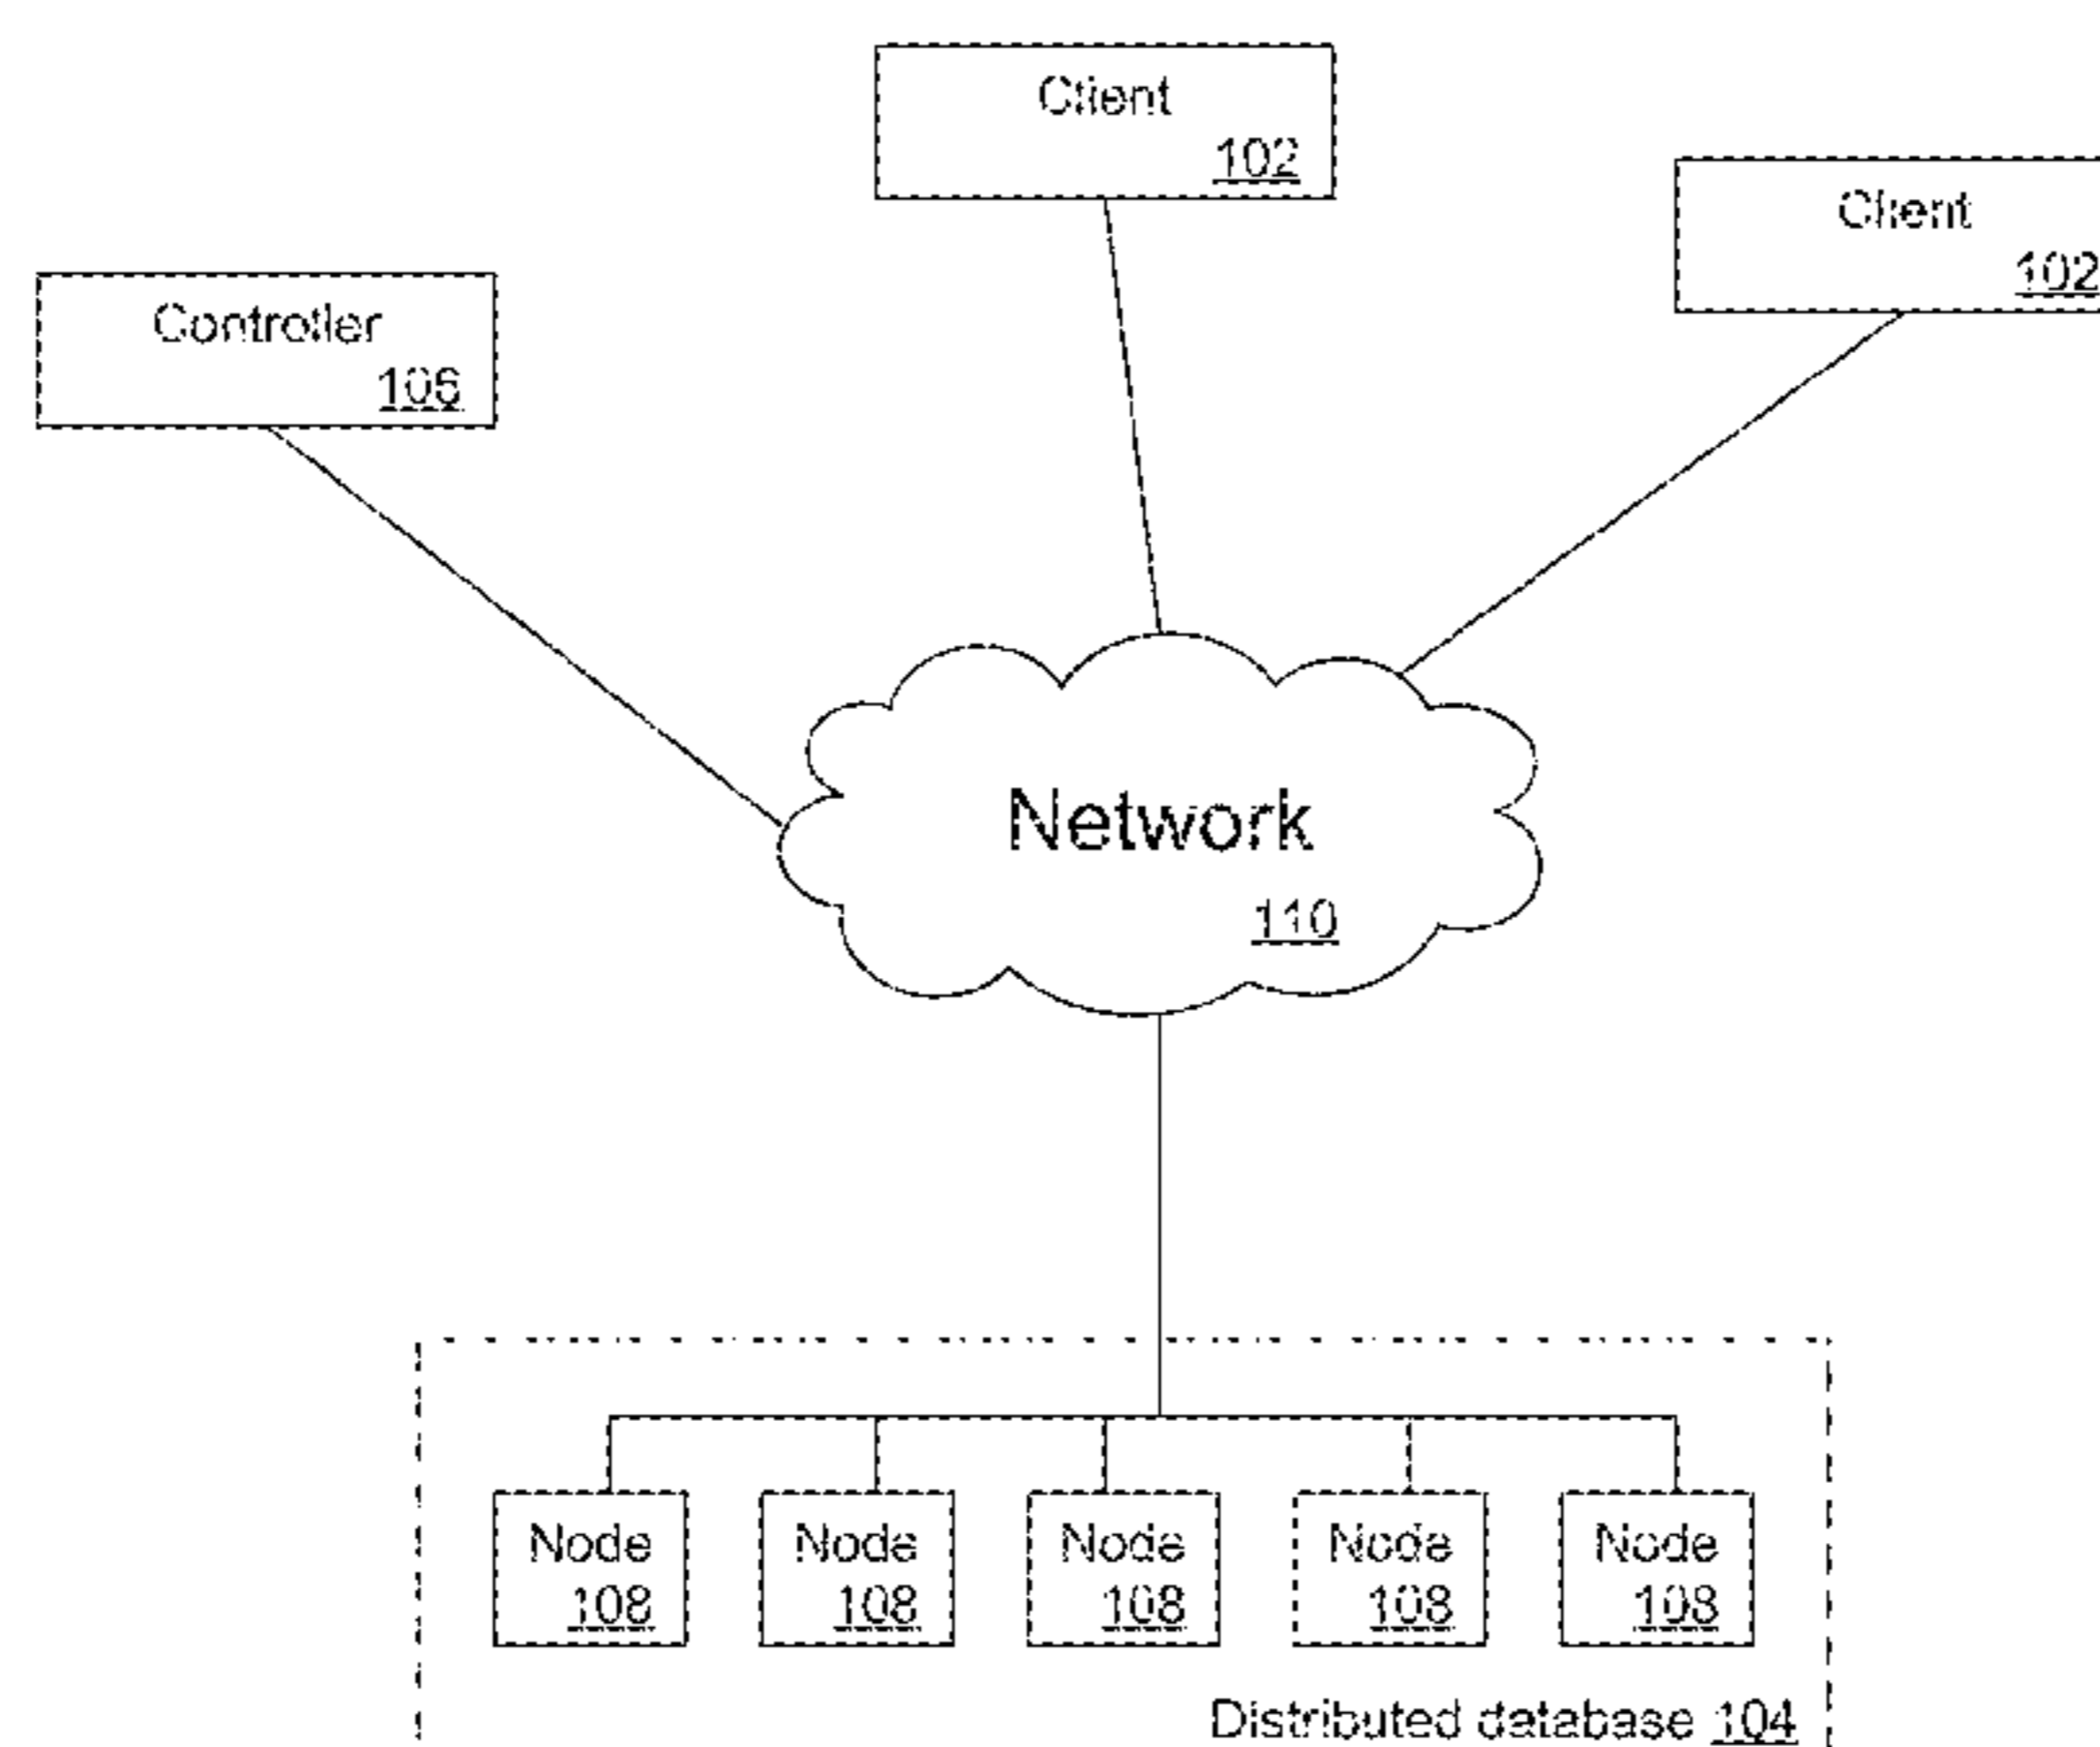 Client
102
Client
102
Controller
106
Network
110
Node
108
Node
108
Node
108
Node
108
Node
108
Distributed database 104